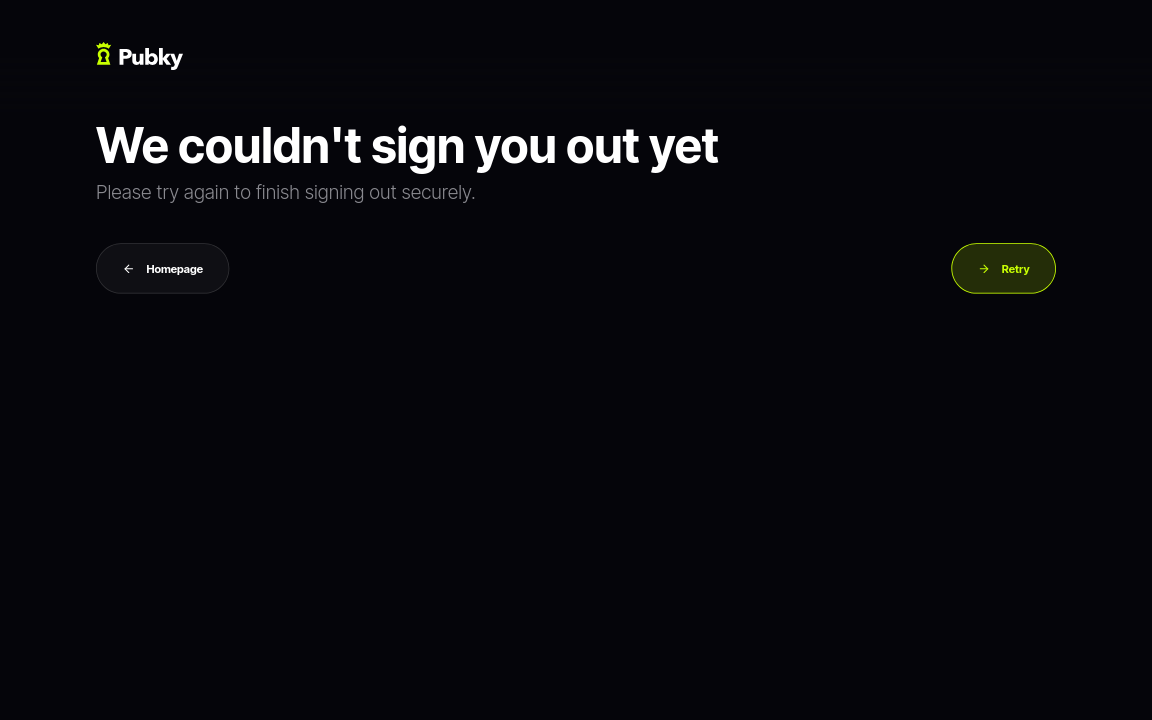 Pubky
We couldn't sign you out yet
Please try again to finish signing out securely.
Homepage
Retry